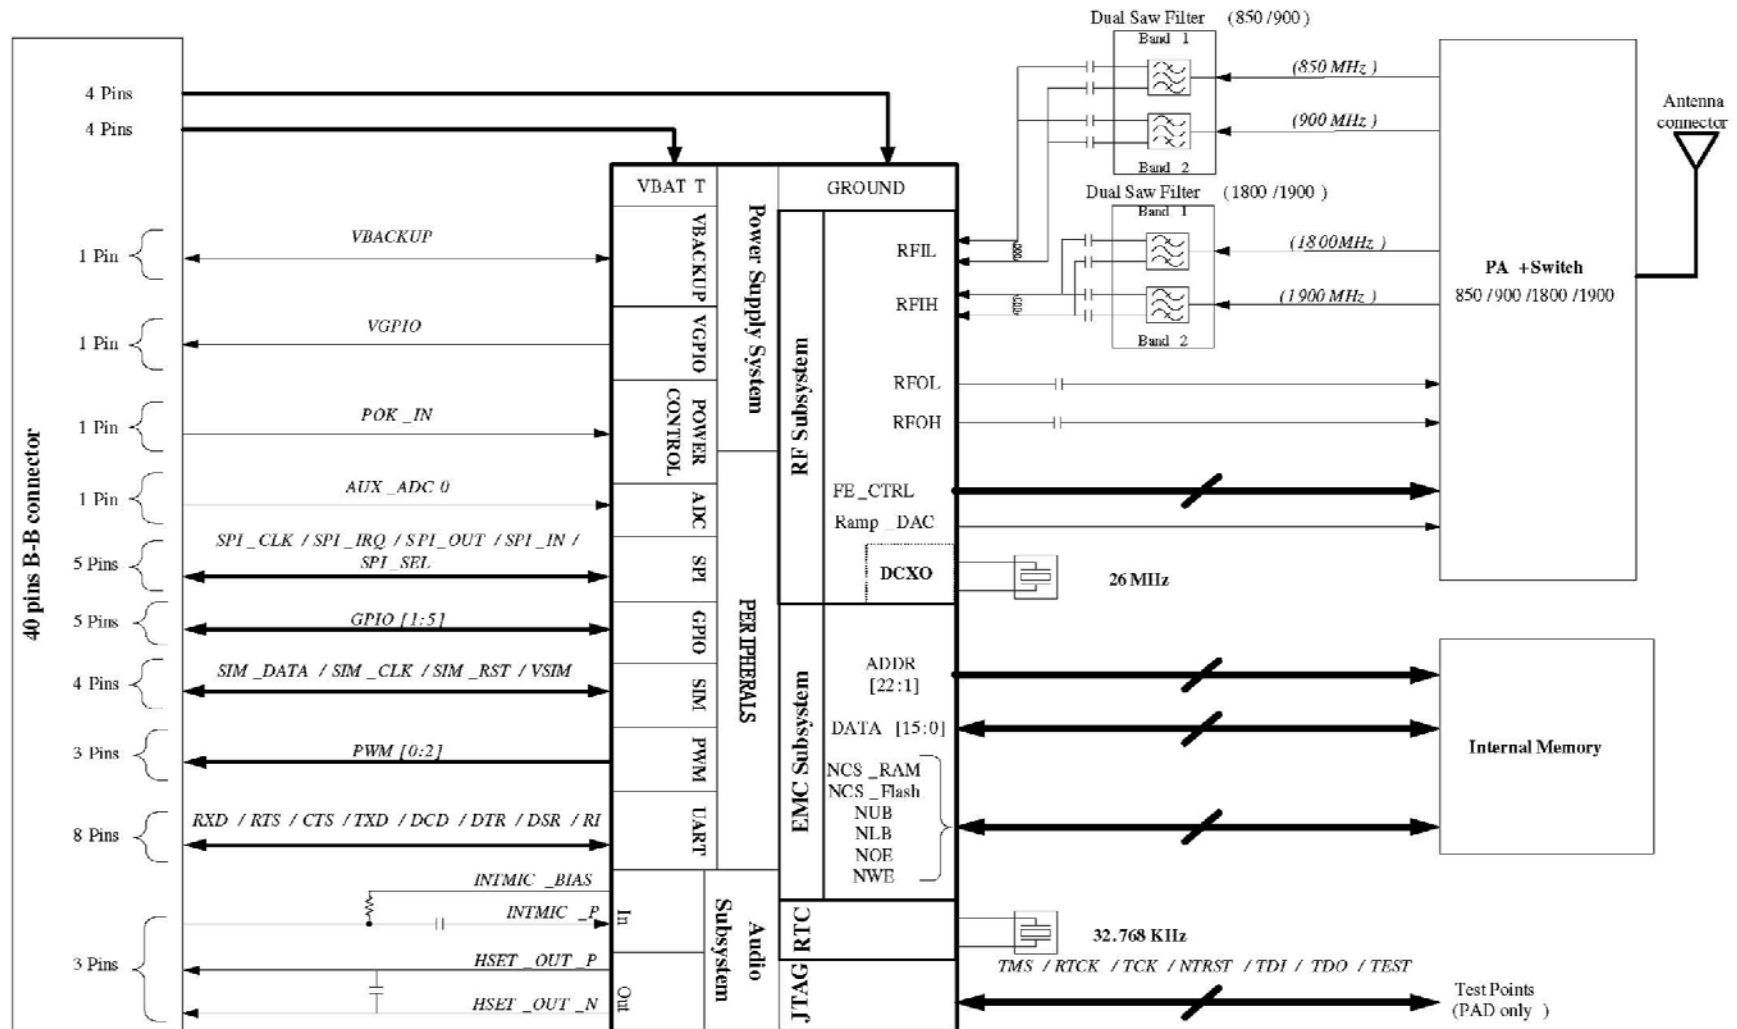 Dual Saw Filter (850 /900)
Band 1
(850 MHz )
(900 MHz )
Band 2
Antenna
connector
Dual Saw Filter (1800 /1900 )
Band 1
(1800MHz )
(1900 MHz )
Band 2
PA +Switch
850 /900 /1800 /1900
40 pins B-B connector
4 Pins
4 Pins
1 Pin
VBACKUP
1 Pin
VGPIO
1 Pin
POK _IN
1 Pin
AUX _ADC 0
5 Pins
SPI _CLK / SPI _IRQ / SPI_OUT / SPI _IN /
SPI _SEL
5 Pins
GPIO [1:5]
4 Pins
SIM _DATA / SIM _CLK / SIM _RST / VSIM
3 Pins
PWM [0:2]
8 Pins
RXD / RTS / CTS / TXD / DCD / DTR / DSR / RI
3 Pins
INTMIC _BIAS
INTMIC _P
HSET _OUT _P
HSET _OUT _N
VBAT T
VBACKUP
VGPIO
POWER
CONTROL
ADC
SPI
GPIO
SIM
PWM
UART
In
Out
Power Supply System
PERIPHERALS
Audio
Subsystem
GROUND
RF Subsystem
RFIL
RFIH
RFOL
RFOH
FE _CTRL
Ramp _DAC
DCXO
26 MHz
EMC Subsystem
ADDR
[22:1]
DATA [15:0]
NCS _RAM
NCS _Flash
NUB
NLB
NOE
NWE
Internal Memory
RTC
32.768 KHz
JTAG
TMS / RTCK / TCK / NTRST / TDI / TDO / TEST
Test Points
(PAD only )